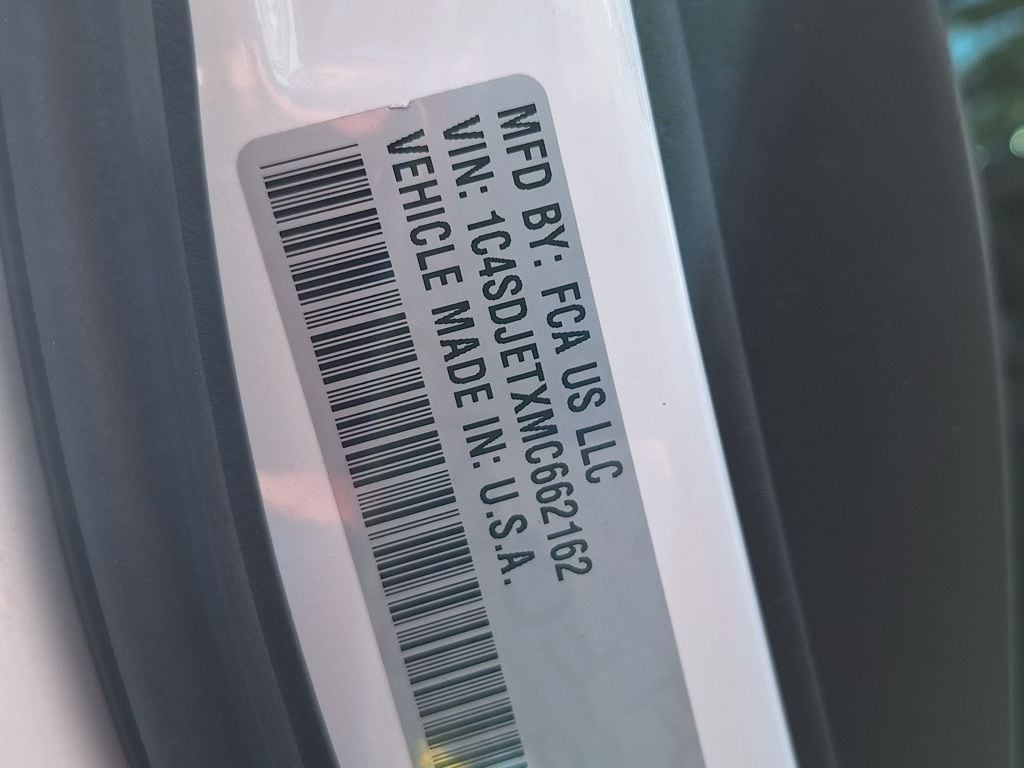 MFD BY: FCA US LLC
VIN: 1C4SDJETXMC662162
VEHICLE MADE IN: U.S.A.